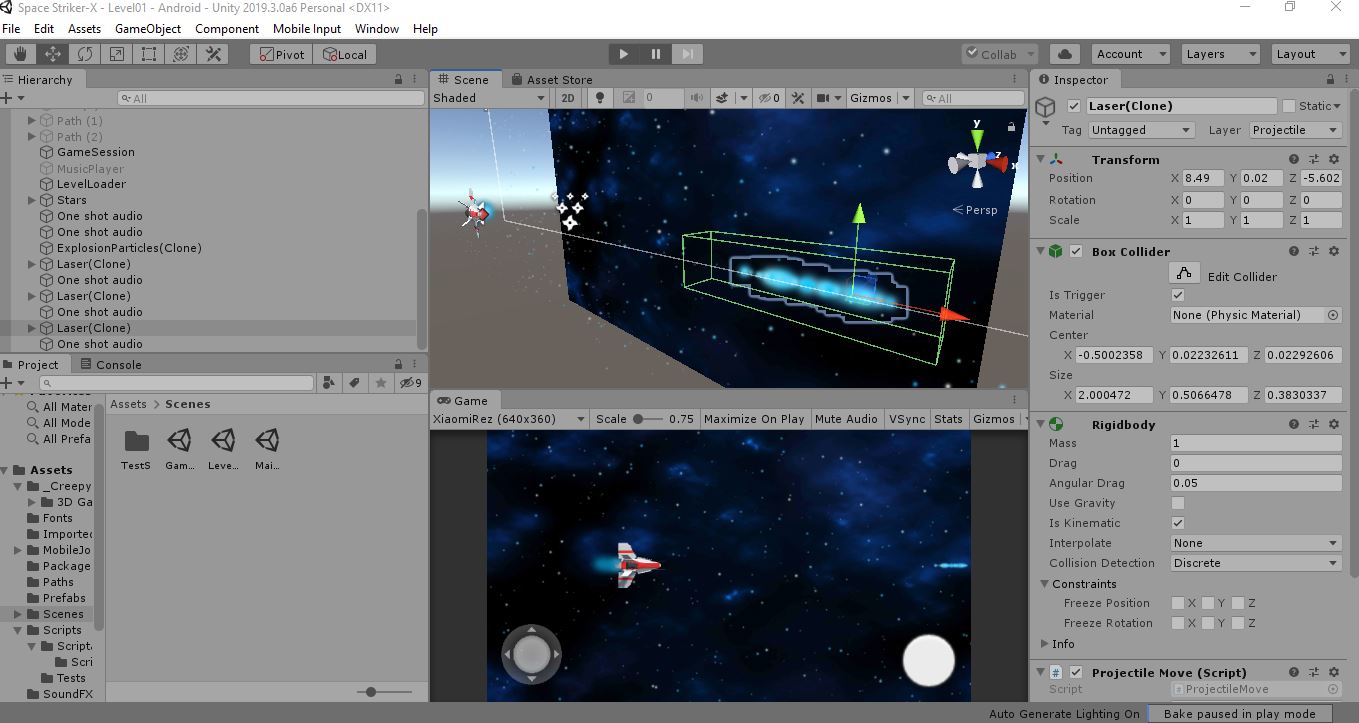 Space Striker-X - Level01 - Android - Unity 2019.3.0a6 Personal <DX11>
File Edit Assets GameObject Component Mobile Input Window Help
Pivot Local Collab Account Layers Layout
Hierarchy
All
Path (1)
Path (2)
GameSession
MusicPlayer
LevelLoader
Stars
One shot audio
One shot audio
ExplosionParticles(Clone)
Laser(Clone)
One shot audio
Laser(Clone)
One shot audio
Laser(Clone)
One shot audio
Scene Asset Store
Shaded 2D 0 0 Gizmos All
y
z
x
Persp
Project Console
9
All Mater
All Mode
All Prefa
Assets
_Creepy
3D Ga
Fonts
Imported
MobileJo
Package
Paths
Prefabs
Scenes
Scripts
Script
Scri
Tests
SoundFX
Assets > Scenes
TestS Gam... Leve... Mai...
Game
XiaomiRez (640x360) Scale 0.75 Maximize On Play Mute Audio VSync Stats Gizmos
Inspector
Laser(Clone) Static
Tag Untagged Layer Projectile
Transform
Position X 8.49 Y 0.02 Z -5.602
Rotation X 0 Y 0 Z 0
Scale X 1 Y 1 Z 1
Box Collider
Edit Collider
Is Trigger
Material None (Physic Material)
Center
X -0.5002358 Y 0.02232611 Z 0.02292606
Size
X 2.000472 Y 0.5066478 Z 0.3830337
Rigidbody
Mass 1
Drag 0
Angular Drag 0.05
Use Gravity
Is Kinematic
Interpolate None
Collision Detection Discrete
Constraints
Freeze Position X Y Z
Freeze Rotation X Y Z
Info
# Projectile Move (Script)
Script ProjectileMove
Auto Generate Lighting On Bake paused in play mode